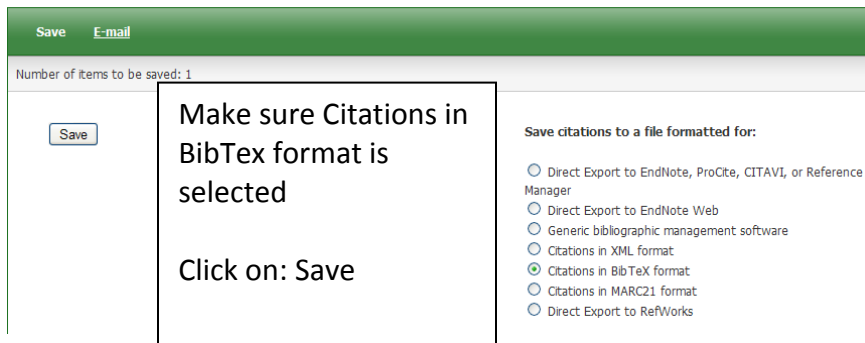 Save E-mail
Number of items to be saved: 1
Save
Make sure Citations in
BibTex format is
selected
Click on: Save
Save citations to a file formatted for:
Direct Export to EndNote, ProCite, CITAVI, or Reference
Manager
Direct Export to EndNote Web
Generic bibliographic management software
Citations in XML format
Citations in BibTeX format
Citations in MARC21 format
Direct Export to RefWorks